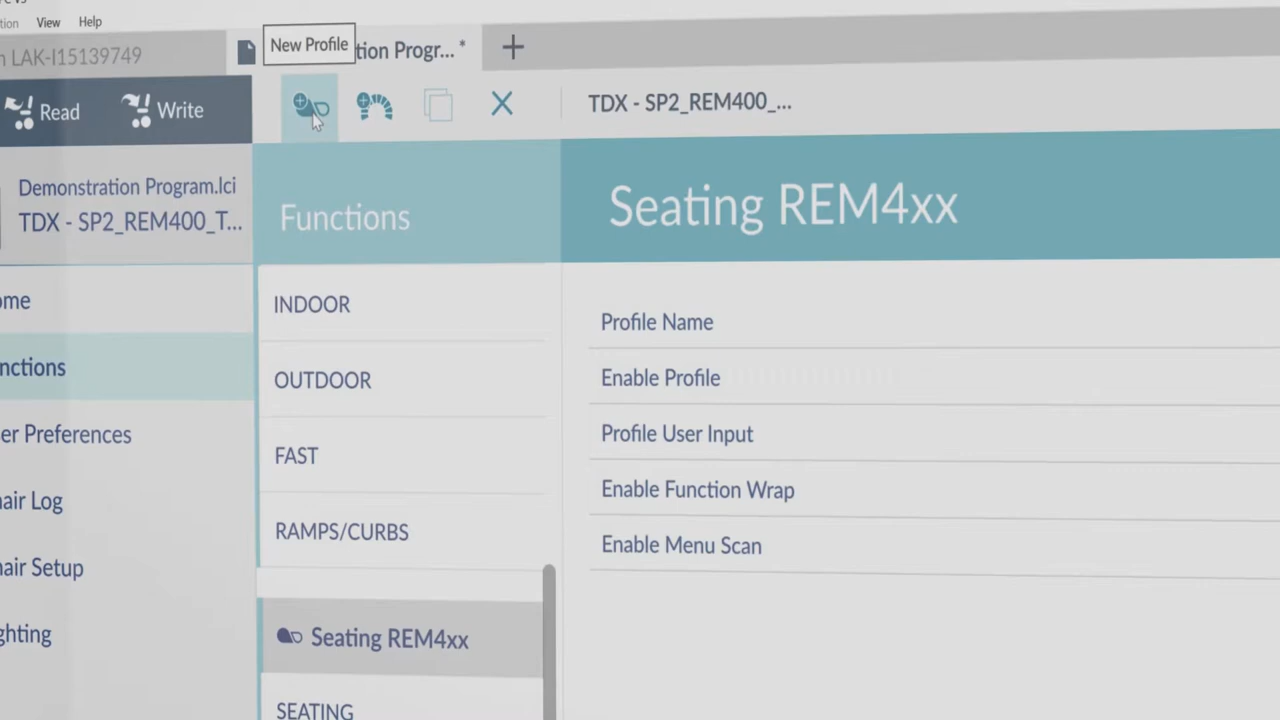 tion View Help
n LAK-I15139749
New Profile
tion Progr... *
Read
Write
TDX - SP2_REM400_...
Demonstration Program.lci
TDX - SP2_REM400_T...
Functions
Seating REM4xx
ome
nctions
er Preferences
air Log
air Setup
ghting
INDOOR
OUTDOOR
FAST
RAMPS/CURBS
Seating REM4xx
SEATING
Profile Name
Enable Profile
Profile User Input
Enable Function Wrap
Enable Menu Scan